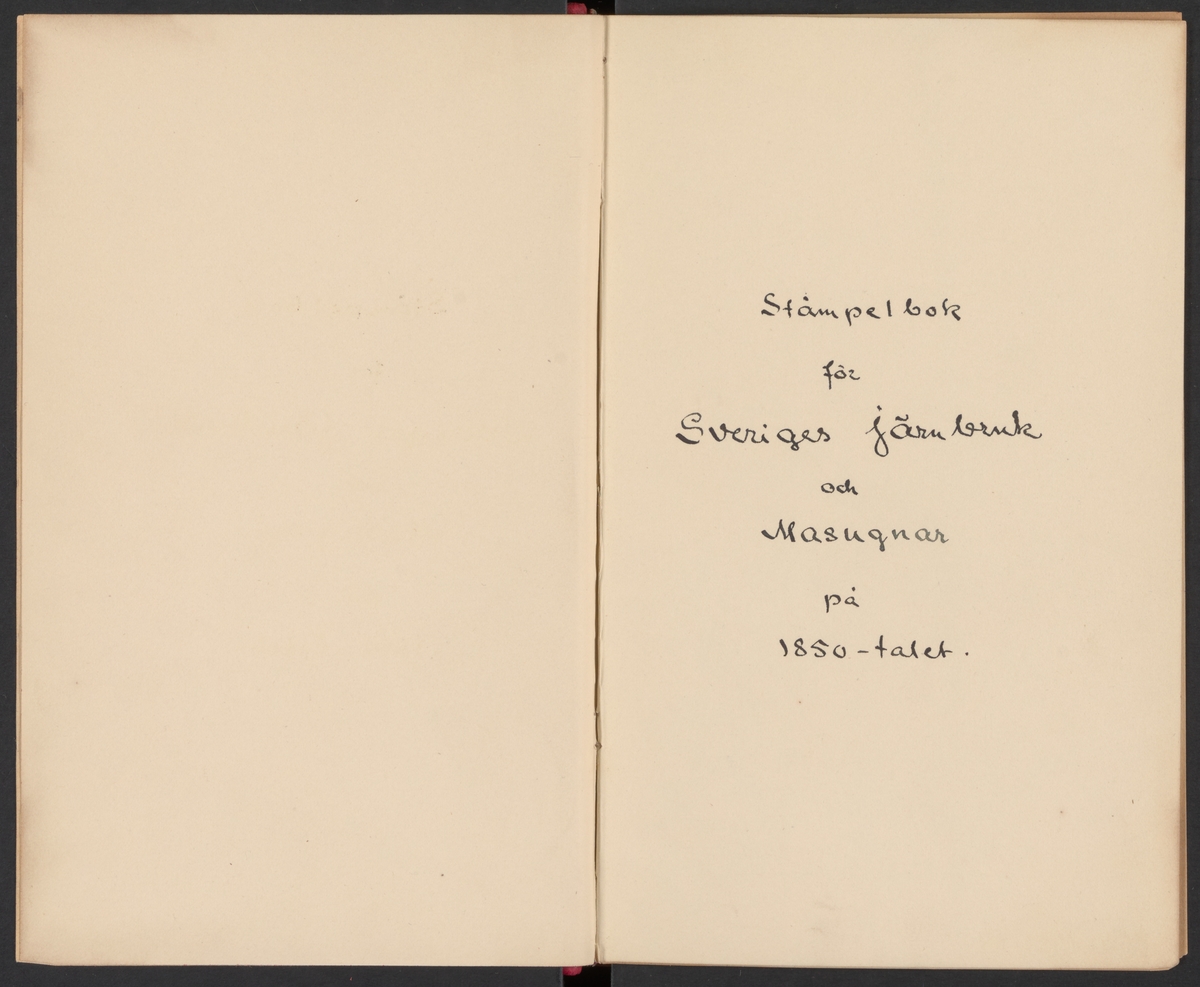 Stämpelbok
för
Sveriges järnbruk
och
Masugnar
på
1850-talet.